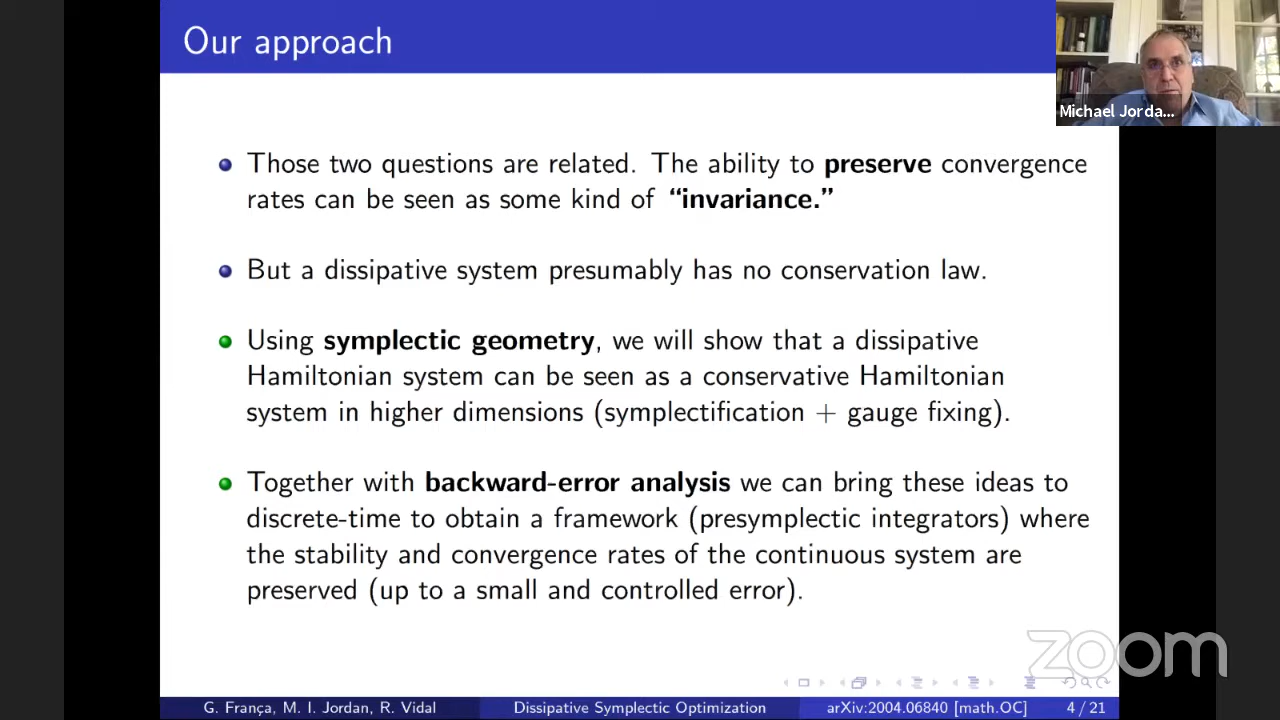 Our approach
Michael Jorda...
Those two questions are related. The ability to preserve convergence
rates can be seen as some kind of “invariance.”
But a dissipative system presumably has no conservation law.
Using symplectic geometry, we will show that a dissipative
Hamiltonian system can be seen as a conservative Hamiltonian
system in higher dimensions (symplectification + gauge fixing).
Together with backward-error analysis we can bring these ideas to
discrete-time to obtain a framework (presymplectic integrators) where
the stability and convergence rates of the continuous system are
preserved (up to a small and controlled error).
zoom
G. França, M. I. Jordan, R. Vidal Dissipative Symplectic Optimization arXiv:2004.06840 [math.OC] 4 / 21